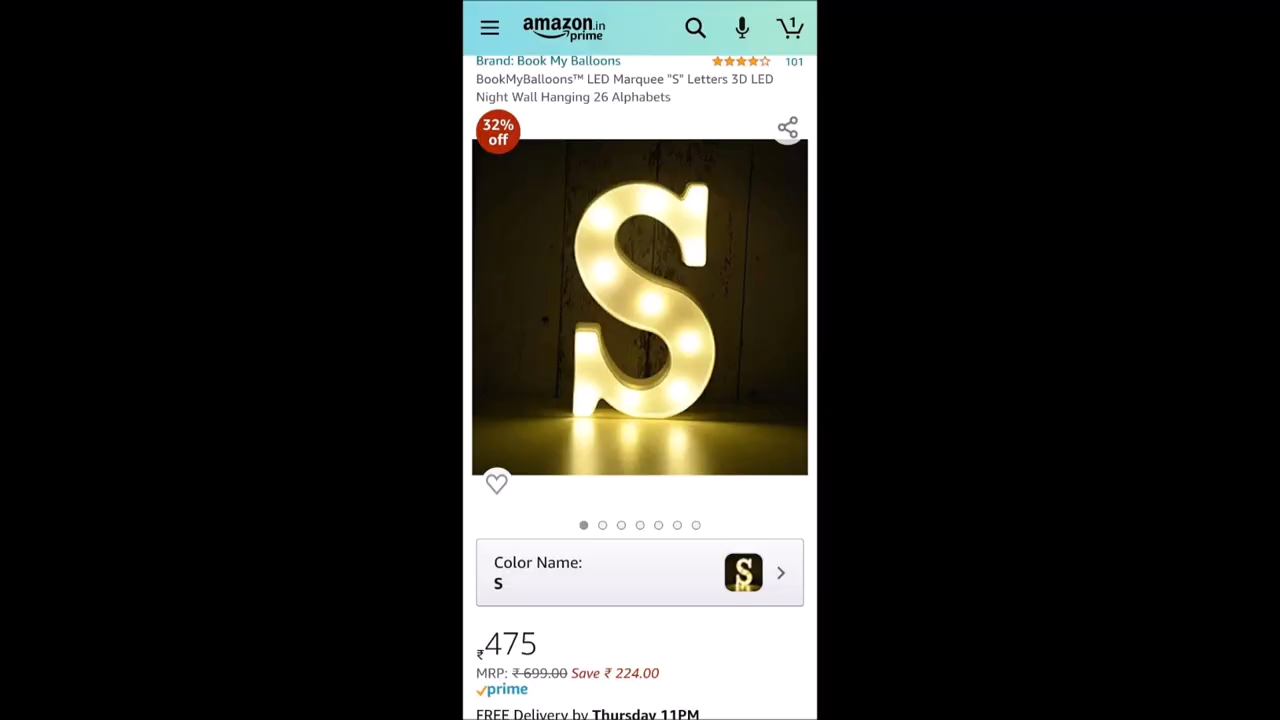 amazon.in
prime
1
Brand: Book My Balloons
101
BookMyBalloons™ LED Marquee "S" Letters 3D LED
Night Wall Hanging 26 Alphabets
32%
off
S
Color Name:
S
S
₹475
MRP: ₹ 699.00 Save ₹ 224.00
prime
FREE Delivery by Thursday 11PM